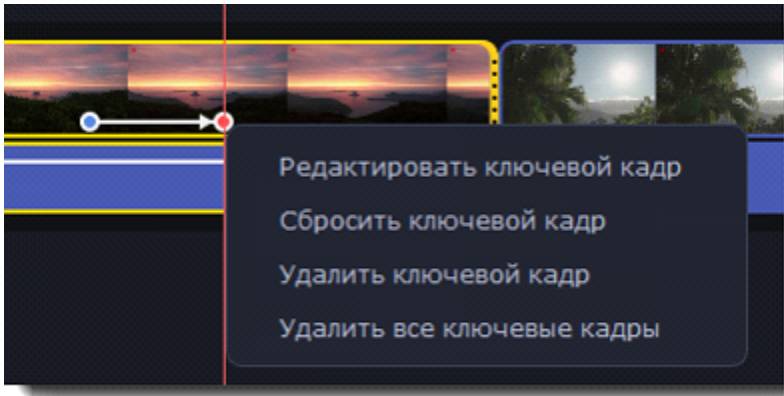 Редактировать ключевой кадр
Сбросить ключевой кадр
Удалить ключевой кадр
Удалить все ключевые кадры